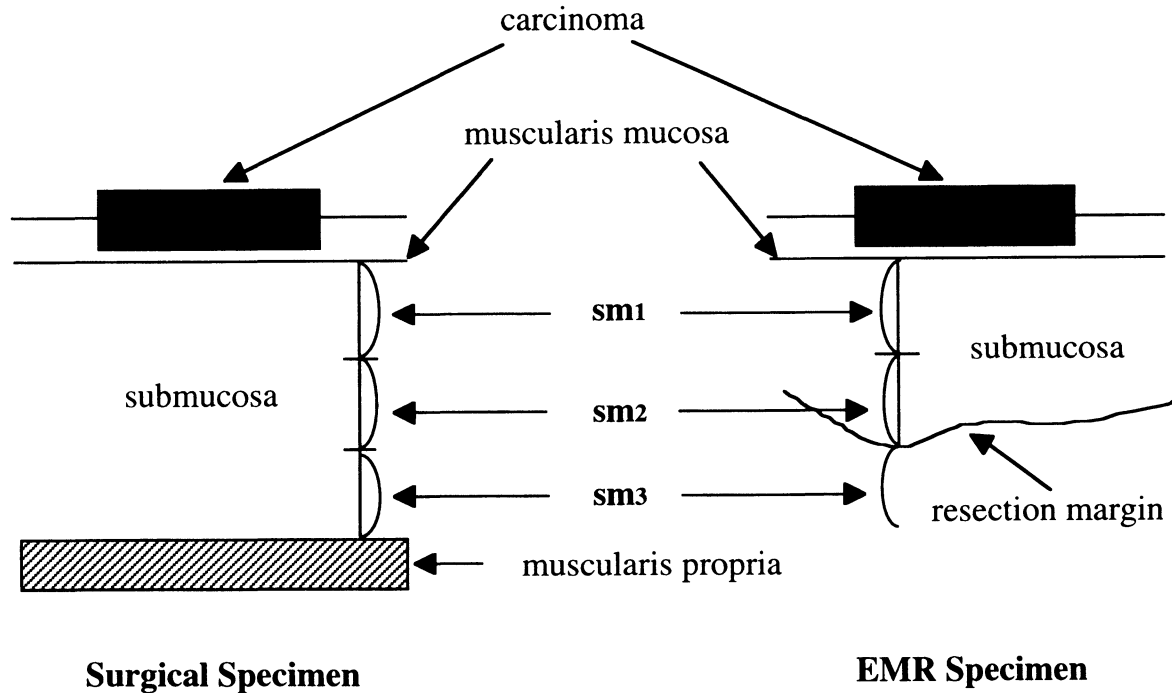 carcinoma
muscularis mucosa
sm1
submucosa
submucosa
sm2
sm3
resection margin
muscularis propria
Surgical Specimen
EMR Specimen